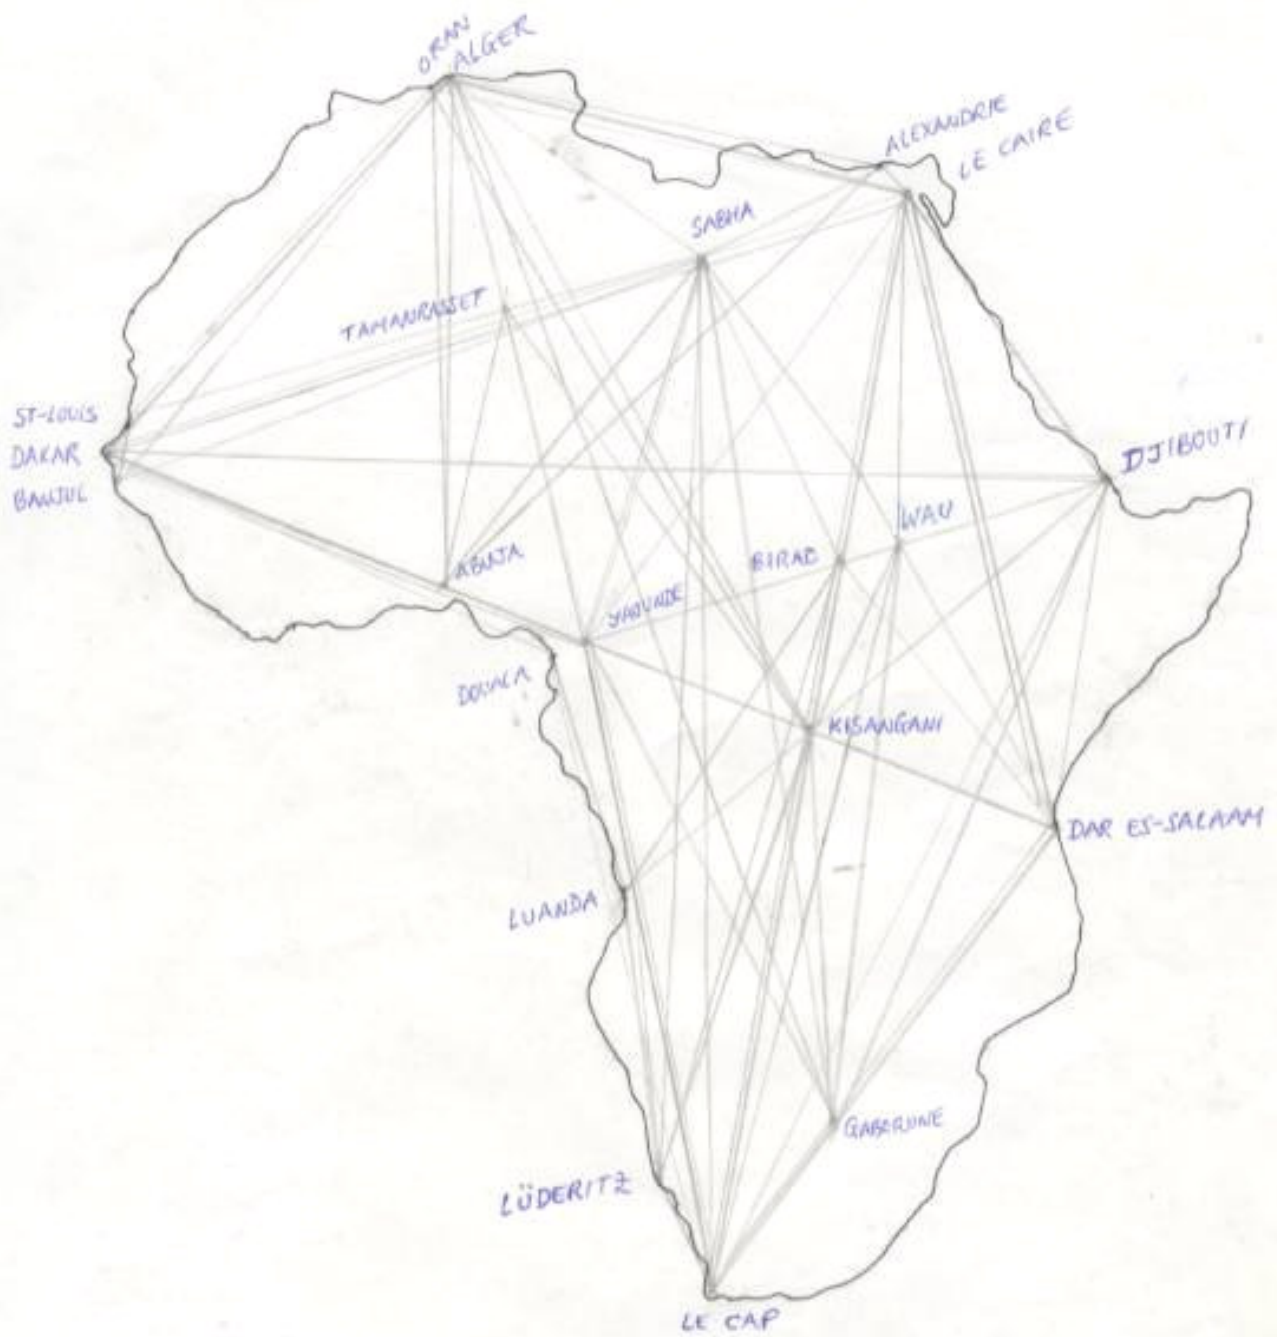 ORAN
ALGER
ALEXANDRIE
LE CAIRE
SABHA
TAMANRASSET
ST-LOUIS
DAKAR
BANJUL
DJIBOUTI
WAU
BIRAO
ABUJA
YAOUNDE
DOUALA
KISANGANI
DAR ES-SALAAM
LUANDA
GABORONE
LÜDERITZ
LE CAP